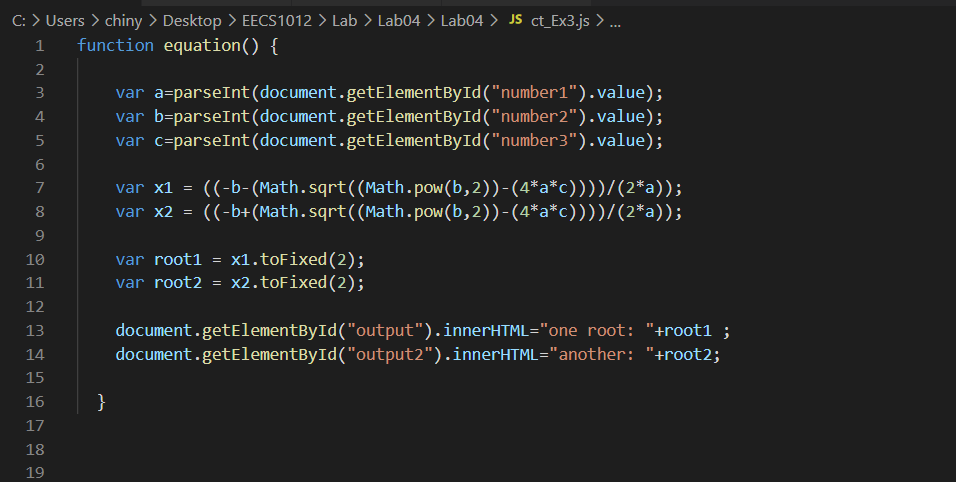 C: > Users > chiny > Desktop > EECS1012 > Lab > Lab04 > Lab04 > JS ct_Ex3.js > ...
1 function equation() {
2
3 var a=parseInt(document.getElementById("number1").value);
4 var b=parseInt(document.getElementById("number2").value);
5 var c=parseInt(document.getElementById("number3").value);
6
7 var x1 = ((-b-(Math.sqrt((Math.pow(b,2))-(4*a*c))))/(2*a));
8 var x2 = ((-b+(Math.sqrt((Math.pow(b,2))-(4*a*c))))/(2*a));
9
10 var root1 = x1.toFixed(2);
11 var root2 = x2.toFixed(2);
12
13 document.getElementById("output").innerHTML="one root: "+root1 ;
14 document.getElementById("output2").innerHTML="another: "+root2;
15
16 }
17
18
19